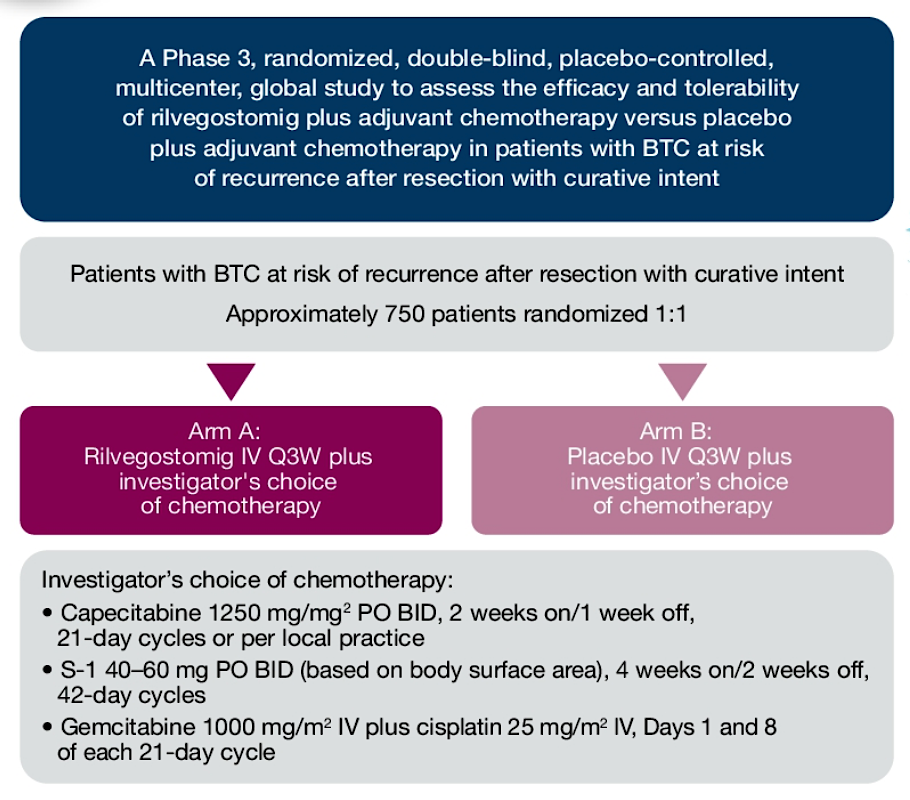 A Phase 3, randomized, double-blind, placebo-controlled,
multicenter, global study to assess the efficacy and tolerability
of rilvegostomig plus adjuvant chemotherapy versus placebo
plus adjuvant chemotherapy in patients with BTC at risk
of recurrence after resection with curative intent
Patients with BTC at risk of recurrence after resection with curative intent
Approximately 750 patients randomized 1:1
Arm A:
Rilvegostomig IV Q3W plus
investigator's choice
of chemotherapy
Arm B:
Placebo IV Q3W plus
investigator’s choice
of chemotherapy
Investigator’s choice of chemotherapy:
• Capecitabine 1250 mg/mg² PO BID, 2 weeks on/1 week off,
21-day cycles or per local practice
• S-1 40–60 mg PO BID (based on body surface area), 4 weeks on/2 weeks off,
42-day cycles
• Gemcitabine 1000 mg/m² IV plus cisplatin 25 mg/m² IV, Days 1 and 8
of each 21-day cycle